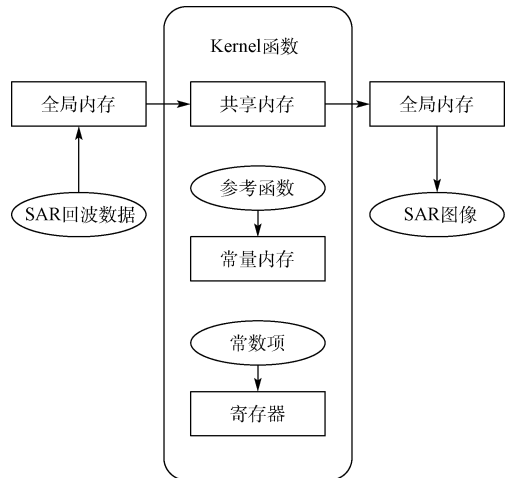 Kernel函数
全局内存
共享内存
全局内存
参考函数
SAR回波数据
SAR图像
常量内存
常数项
寄存器